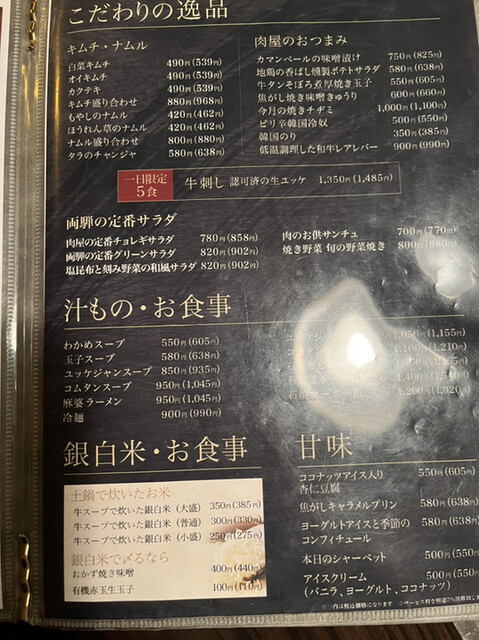 こだわりの逸品
キムチ・ナムル
白菜キムチ 490円(539円)
オイキムチ 490円(539円)
カクテキ 490円(539円)
キムチ盛り合わせ 880円(968円)
もやしのナムル 420円(462円)
ほうれん草のナムル 420円(462円)
ナムル盛り合わせ 800円(880円)
タラのチャンジャ 580円(638円)
肉屋のおつまみ
カマンベールの味噌漬け 750円(825円)
地鶏の香ばし燻製ポテトサラダ 580円(638円)
牛タンそぼろ煮厚焼き玉子 550円(605円)
焦がし焼き味噌きゅうり 600円(660円)
今月の焼きチヂミ 1,000円(1,100円)
ピリ辛韓国冷奴 500円(550円)
韓国のり 350円(385円)
低温調理した和牛レアレバー 900円(990円)
一日限定
5食
牛刺し 認可済の生ユッケ 1,350円(1,485円)
両騨の定番サラダ
肉屋の定番チョレギサラダ 780円(858円)
両騨の定番グリーンサラダ 820円(902円)
塩昆布と刻み野菜の和風サラダ 820円(902円)
肉のお供サンチュ 700円(770円)
焼き野菜 旬の野菜焼き 800円(880円)
汁もの・お食事
わかめスープ 550円(605円)
玉子スープ 580円(638円)
ユッケジャンスープ 850円(935円)
コムタンスープ 950円(1,045円)
麻婆ラーメン 950円(1,045円)
冷麺 900円(990円)
1,050円(1,155円)
(1,210円)
1,200円(1,320円)
銀白米・お食事
土鍋で炊いたお米
牛スープで炊いた銀白米(大盛) 350円(385円)
牛スープで炊いた銀白米(普通) 300円(330円)
牛スープで炊いた銀白米(小盛) 250円(275円)
銀白米で〆るなら
おかず焼き味噌 400円(440円)
有機赤玉生玉子 100円(110円)
甘味
ココナッツアイス入り
杏仁豆腐 550円(605円)
焦がしキャラメルプリン 580円(638円)
ヨーグルトアイスと季節の
コンフィチュール 580円(638円)
本日のシャーベット 500円(550円)
アイスクリーム 500円(550円)
(バニラ、ヨーグルト、ココナッツ)